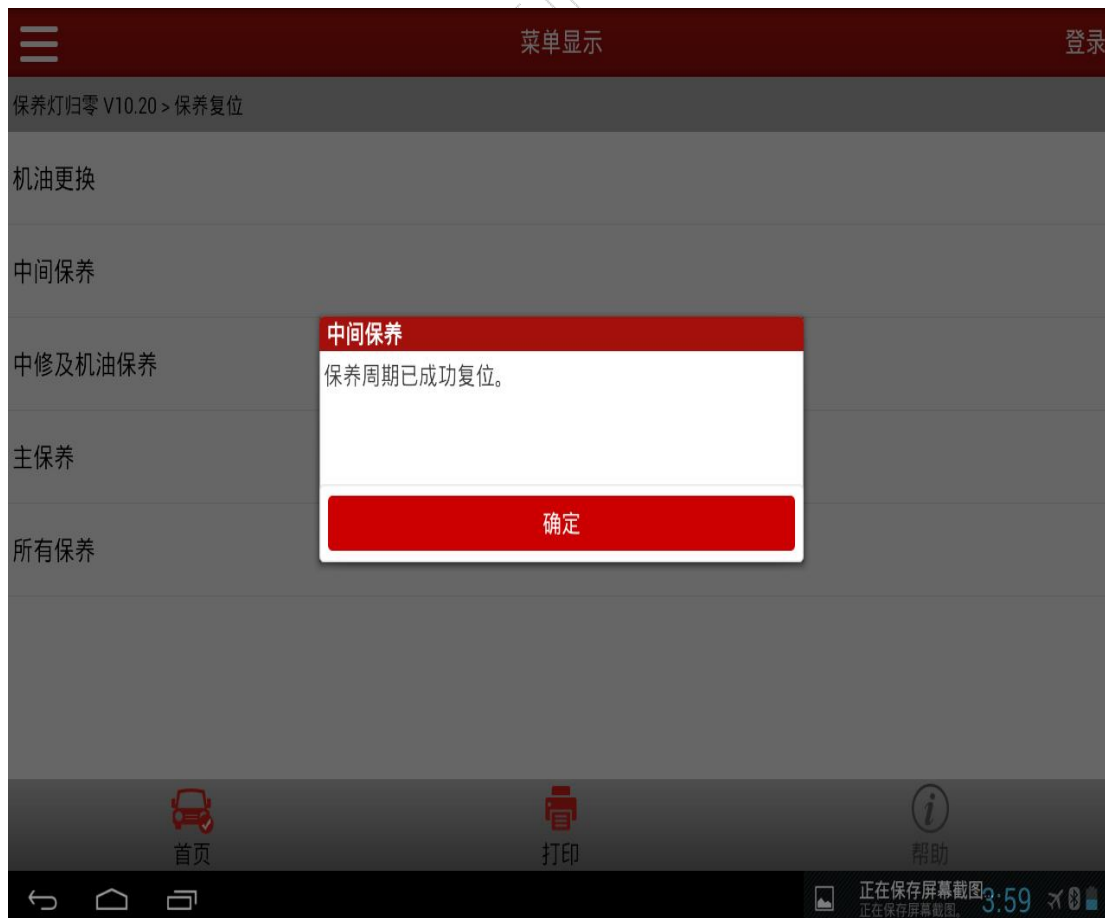 菜单显示
登录
保养灯归零 V10.20 > 保养复位
机油更换
中间保养
中修及机油保养
主保养
所有保养
中间保养
保养周期已成功复位。
确定
首页
打印
帮助
正在保存屏幕截图...
正在保存屏幕截图。
3:59